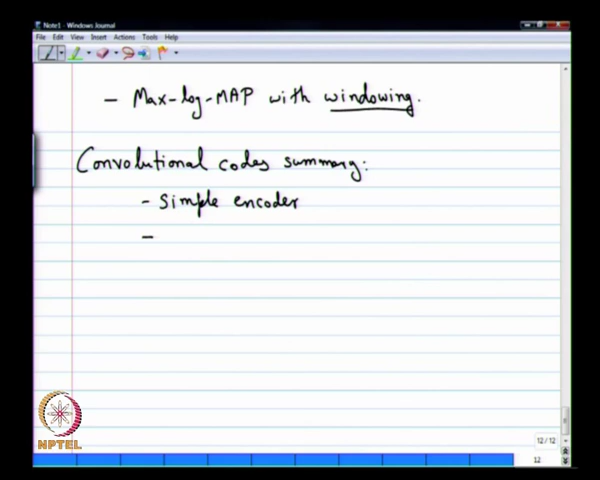 Note1 - Windows Journal
File Edit View Insert Actions Tools Help
- Max-log-MAP with windowing.
Convolutional codes summary:
- Simple encoder
-
NPTEL
12/12
12